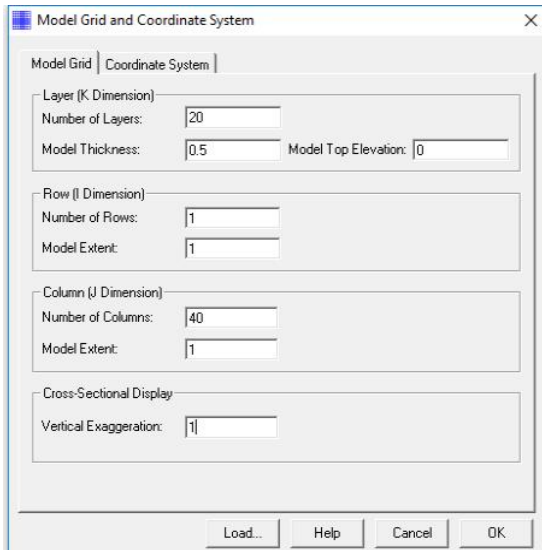 Model Grid and Coordinate System
Model Grid Coordinate System
Layer (K Dimension)
Number of Layers: 20
Model Thickness: 0.5 Model Top Elevation: 0
Row (I Dimension)
Number of Rows: 1
Model Extent: 1
Column (J Dimension)
Number of Columns: 40
Model Extent: 1
Cross-Sectional Display
Vertical Exaggeration: 1
Load... Help Cancel OK